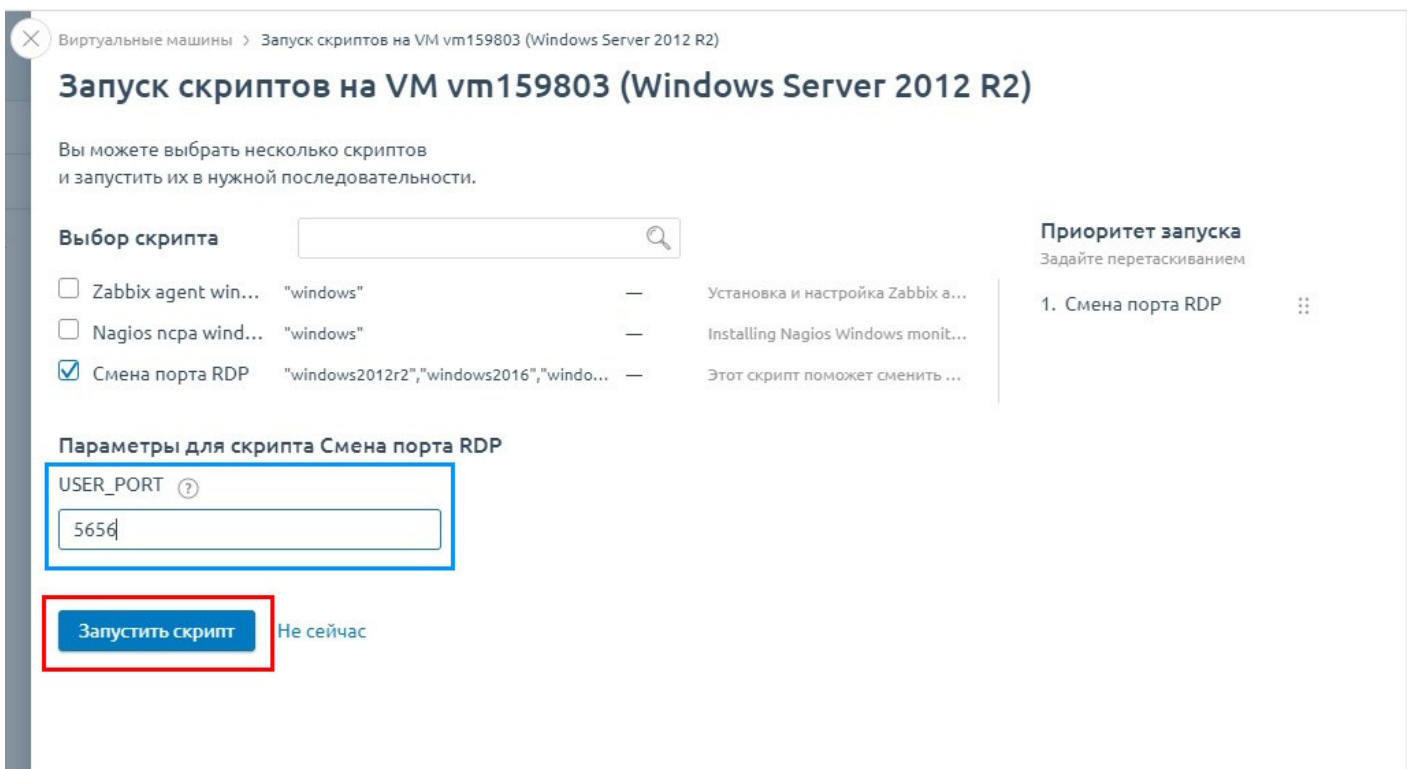 Виртуальные машины > Запуск скриптов на VM vm159803 (Windows Server 2012 R2)
Запуск скриптов на VM vm159803 (Windows Server 2012 R2)
Вы можете выбрать несколько скриптов
и запустить их в нужной последовательности.
Выбор скрипта
Zabbix agent win... "windows" — Установка и настройка Zabbix a...
Nagios ncpa wind... "windows" — Installing Nagios Windows monit...
Смена порта RDP "windows2012r2","windows2016","windo... — Этот скрипт поможет сменить ...
Приоритет запуска
Задайте перетаскиванием
1. Смена порта RDP
Параметры для скрипта Смена порта RDP
USER_PORT ?
5656
Запустить скрипт Не сейчас